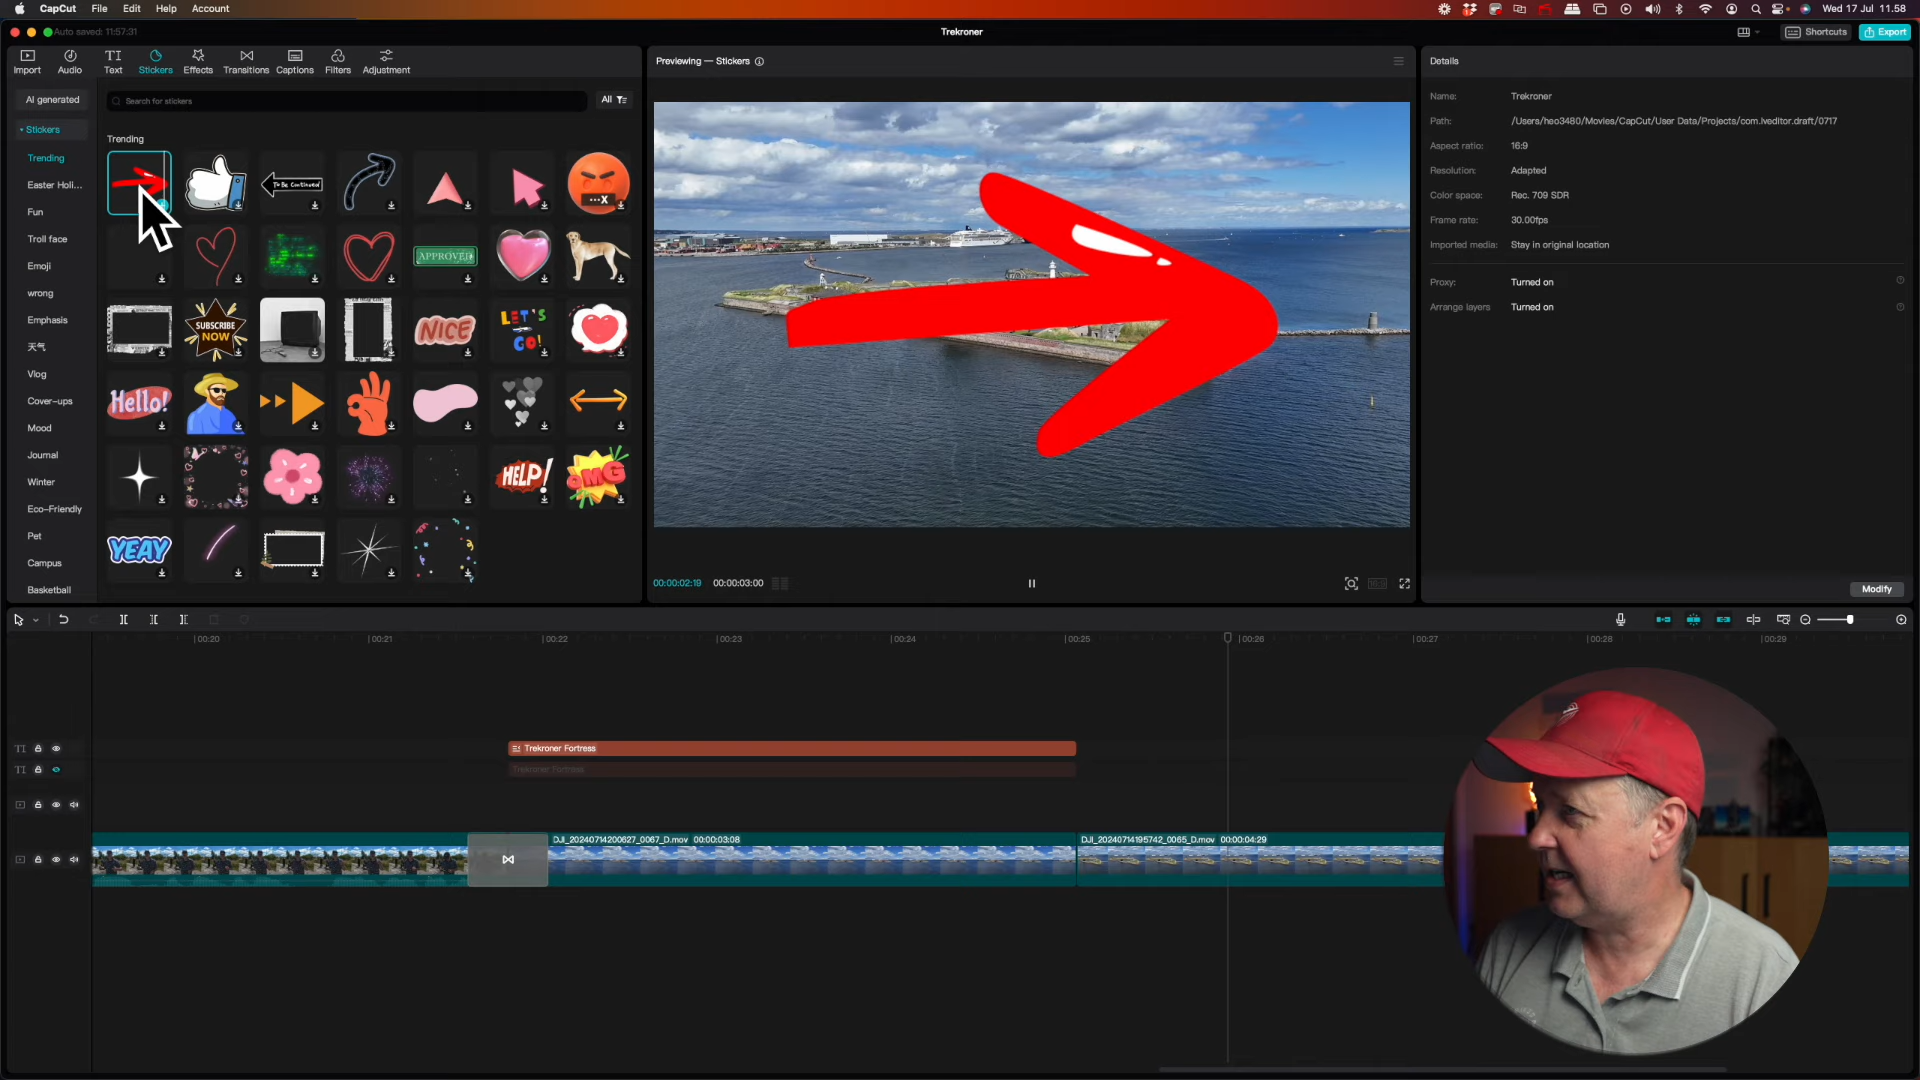 CapCut File Edit Help Account
Wed 17 Jul 11.58
Auto saved: 11:57:31
Trekroner
Shortcuts
Export
Import Audio Text Stickers Effects Transitions Captions Filters Adjustment
AI generated
Stickers
Trending
Easter Holi...
Fun
Troll face
Emoji
wrong
Emphasis
天气
Vlog
Cover-ups
Mood
Journal
Winter
Eco-Friendly
Pet
Campus
Basketball
Search for stickers
All
Trending
To Be Continued
...X
APPROVED
SUBSCRIBE NOW
NICE
LET'S GO!
Hello!
HELP!
OMG
YEAY
Previewing — Stickers
00:00:02:19 00:00:03:00
Details
Name: Trekroner
Path: /Users/heo3480/Movies/CapCut/User Data/Projects/com.lveditor.draft/0717
Aspect ratio: 16:9
Resolution: Adapted
Color space: Rec. 709 SDR
Frame rate: 30.00fps
Imported media: Stay in original location
Proxy: Turned on
Arrange layers Turned on
Modify
00:20 00:21 00:22 00:23 00:24 00:25 00:26 00:27 00:28 00:29
Trekroner Fortress
Trekroner Fortress
DJI_20240714200627_0067_D.mov 00:00:03:08
DJI_20240714195742_0065_D.mov 00:00:04:29